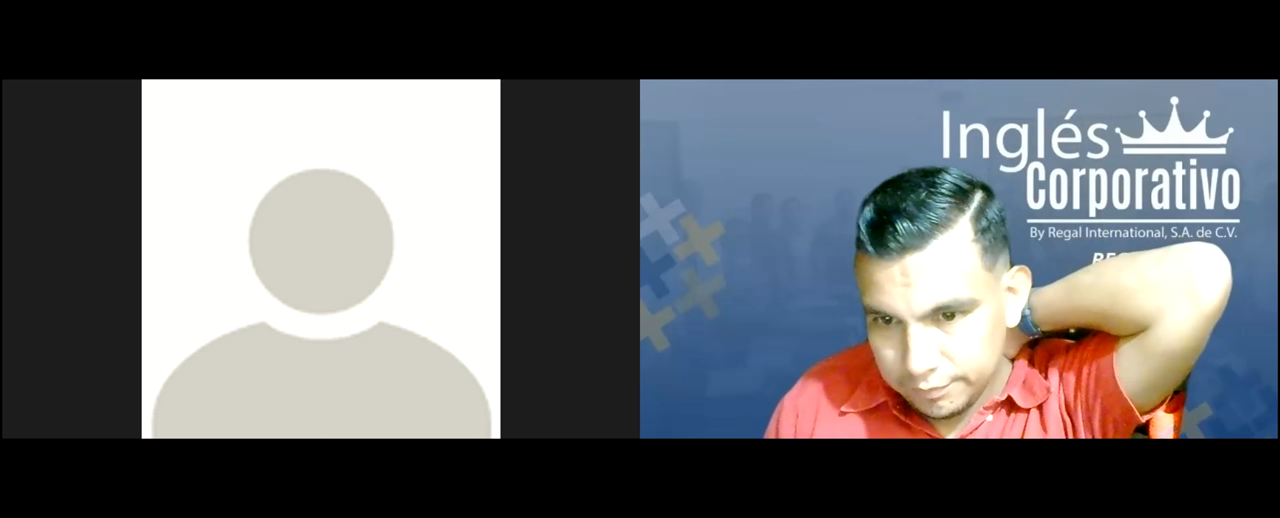 Inglés
Corporativo
By Regal International, S.A. de C.V.